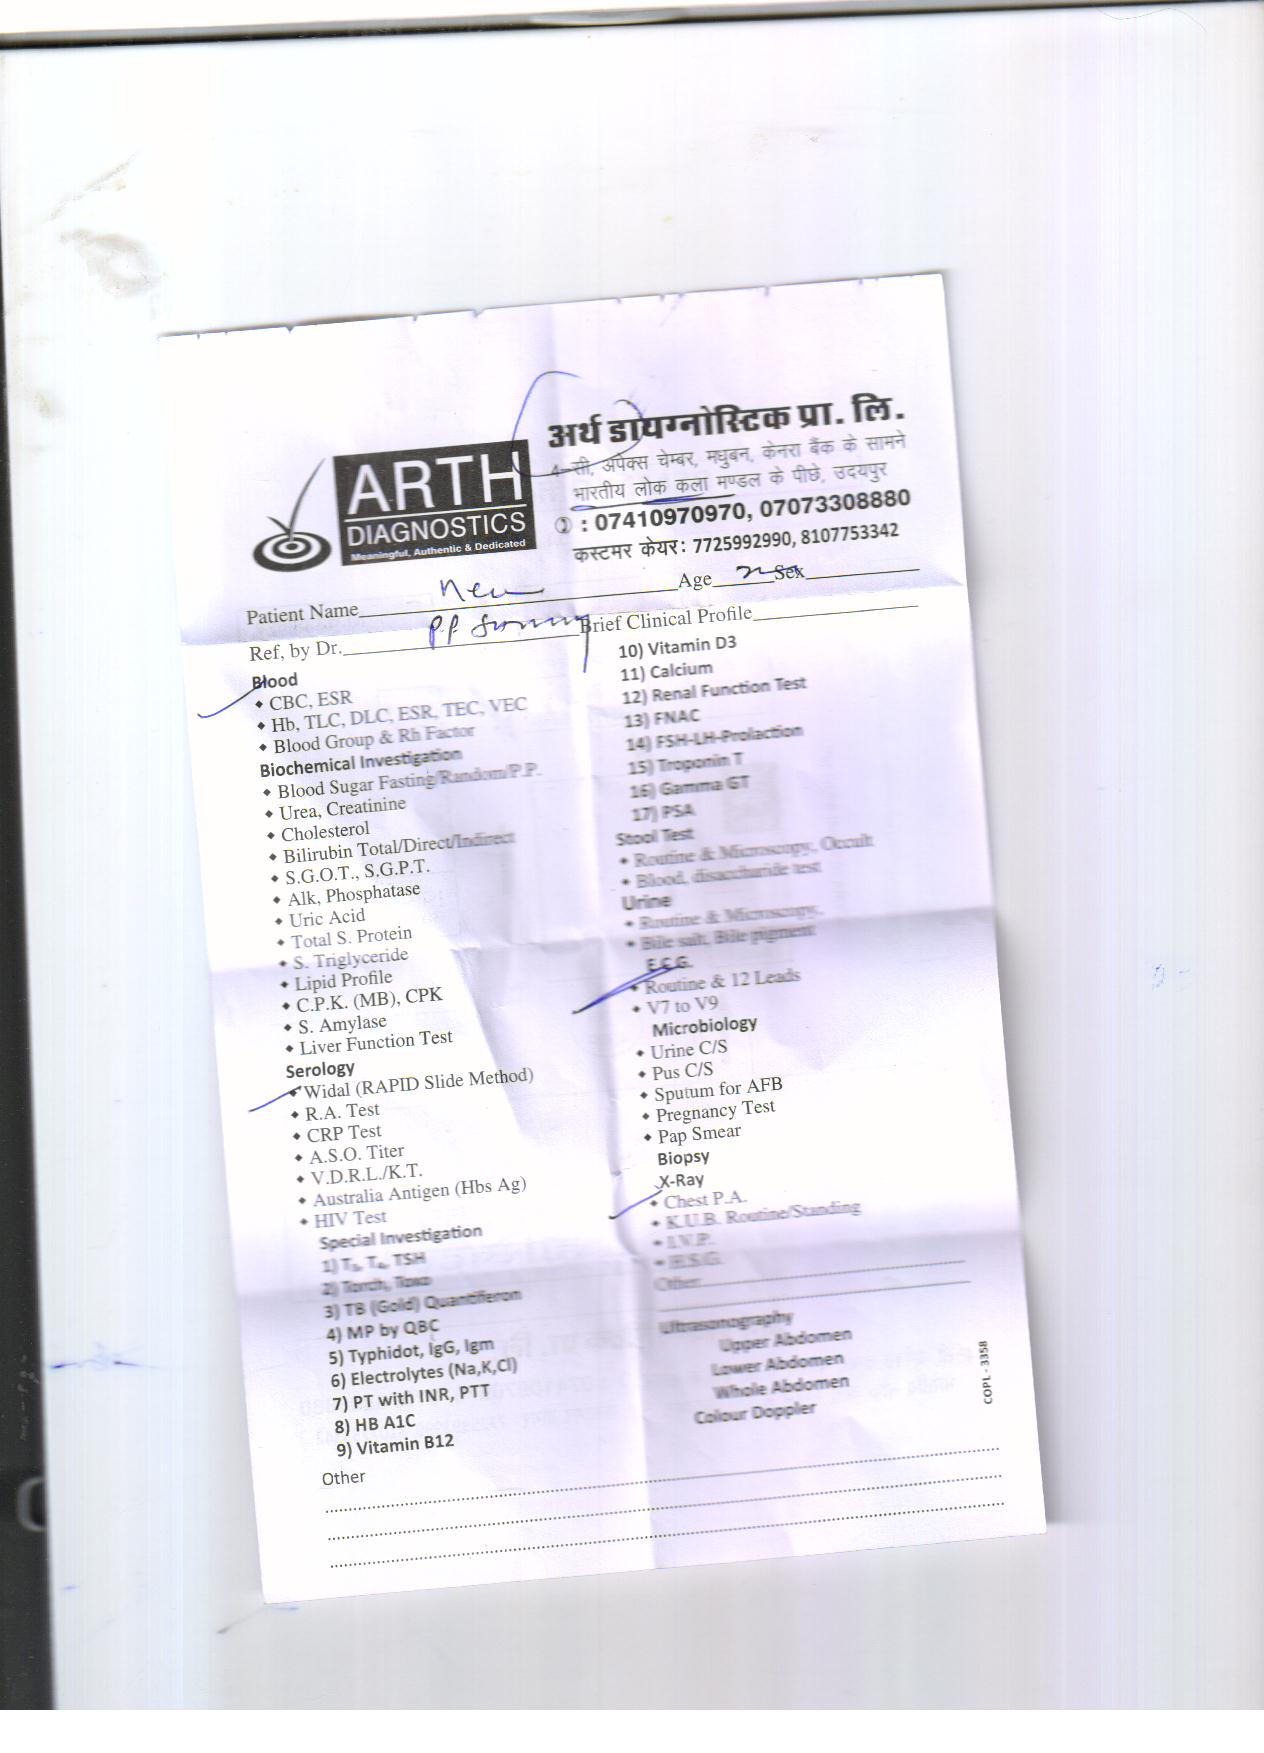 ARTH
DIAGNOSTICS
Meaningful, Authentic & Dedicated
अर्थ डायग्नोस्टिक प्रा. लि.
4-सी, अपेक्स चेम्बर, मधुबन, केनरा बैंक के सामने
भारतीय लोक कला मण्डल के पीछे, उदयपुर
: 07410970970, 07073308880
कस्टमर केयर: 7725992990, 8107753342
Patient Name Age Sex
Ref, by Dr. Brief Clinical Profile
Blood
• CBC, ESR
• Hb, TLC, DLC, ESR, TEC, VEC
• Blood Group & Rh Factor
Biochemical Investigation
• Blood Sugar Fasting/Random/P.P.
• Urea, Creatinine
• Cholesterol
• Bilirubin Total/Direct/Indirect
• S.G.O.T., S.G.P.T.
• Alk, Phosphatase
• Uric Acid
• Total S. Protein
• S. Triglyceride
• Lipid Profile
• C.P.K. (MB), CPK
• S. Amylase
• Liver Function Test
Serology
• Widal (RAPID Slide Method)
• R.A. Test
• CRP Test
• A.S.O. Titer
• V.D.R.L./K.T.
• Australia Antigen (Hbs Ag)
• HIV Test
Special Investigation
1) T₃, T₄, TSH
2) Torch, Toxo
3) TB (Gold) Quantiferon
4) MP by QBC
5) Typhidot, IgG, Igm
6) Electrolytes (Na,K,Cl)
7) PT with INR, PTT
8) HB A1C
9) Vitamin B12
10) Vitamin D3
11) Calcium
12) Renal Function Test
13) FNAC
14) FSH-LH-Prolaction
15) Troponin T
16) Gamma GT
17) PSA
Stool Test
• Routine & Microscopy, Occult
• Blood, disaccharide test
Urine
• Routine & Microscopy,
• Bile salt, Bile pigment
E.C.G.
• Routine & 12 Leads
• V7 to V9
Microbiology
• Urine C/S
• Pus C/S
• Sputum for AFB
• Pregnancy Test
• Pap Smear
Biopsy
X-Ray
• Chest P.A.
• K.U.B. Routine/Standing
• I.V.P.
• H.S.G.
Other
Ultrasonography
Upper Abdomen
Lower Abdomen
Whole Abdomen
Colour Doppler
COPL - 3358
Other